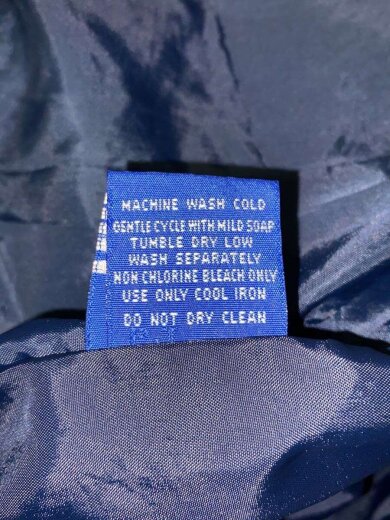 MACHINE WASH COLD
GENTLE CYCLE WITH MILD SOAP
TUMBLE DRY LOW
WASH SEPARATELY
NON CHLORINE BLEACH ONLY
USE ONLY COOL IRON
DO NOT DRY CLEAN